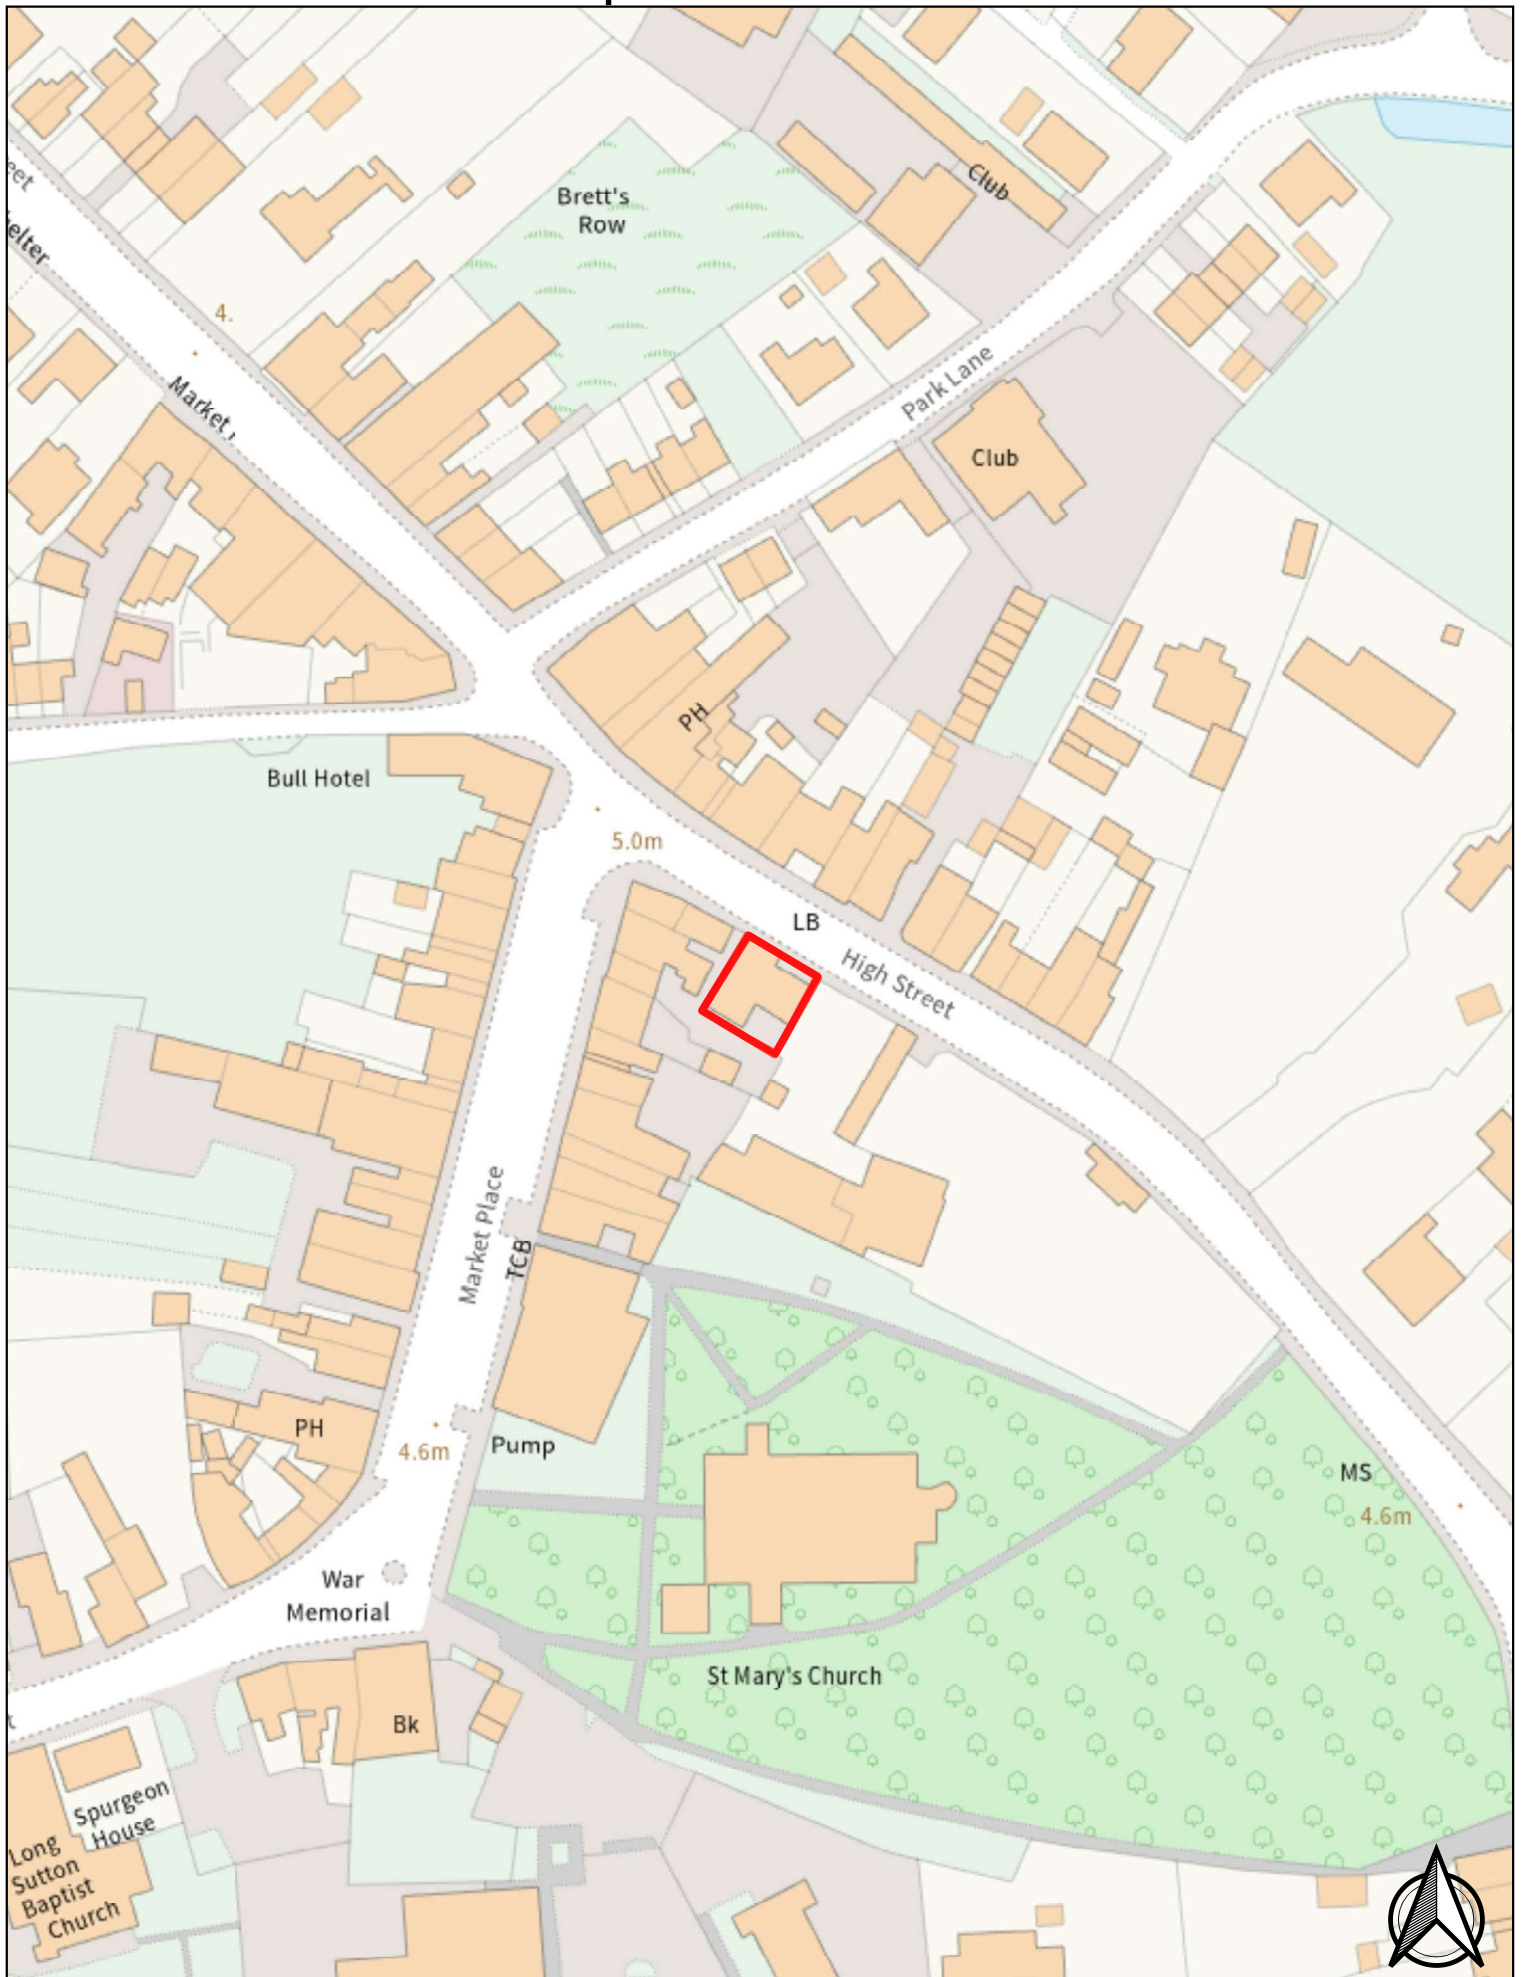 Brett's
Row
Club
4.
Market
Park Lane
Club
PH
Bull Hotel
5.0m
LB
High Street
Market Place
TCB
PH
4.6m
Pump
MS
4.6m
War
Memorial
St Mary's Church
Bk
Spurgeon
House
Long
Sutton
Baptist
Church